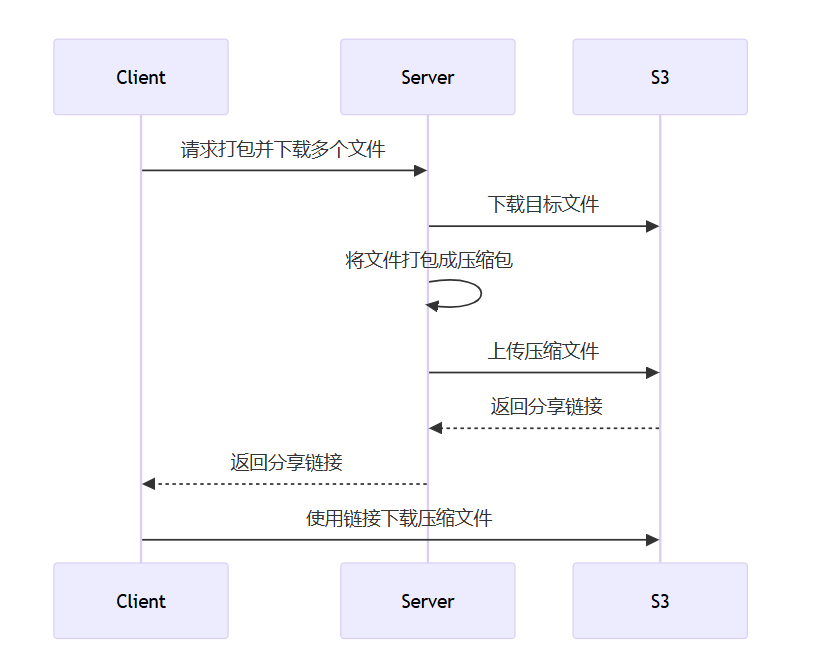 Client
Server
S3
请求打包并下载多个文件
下载目标文件
将文件打包成压缩包
上传压缩文件
返回分享链接
返回分享链接
使用链接下载压缩文件
Client
Server
S3